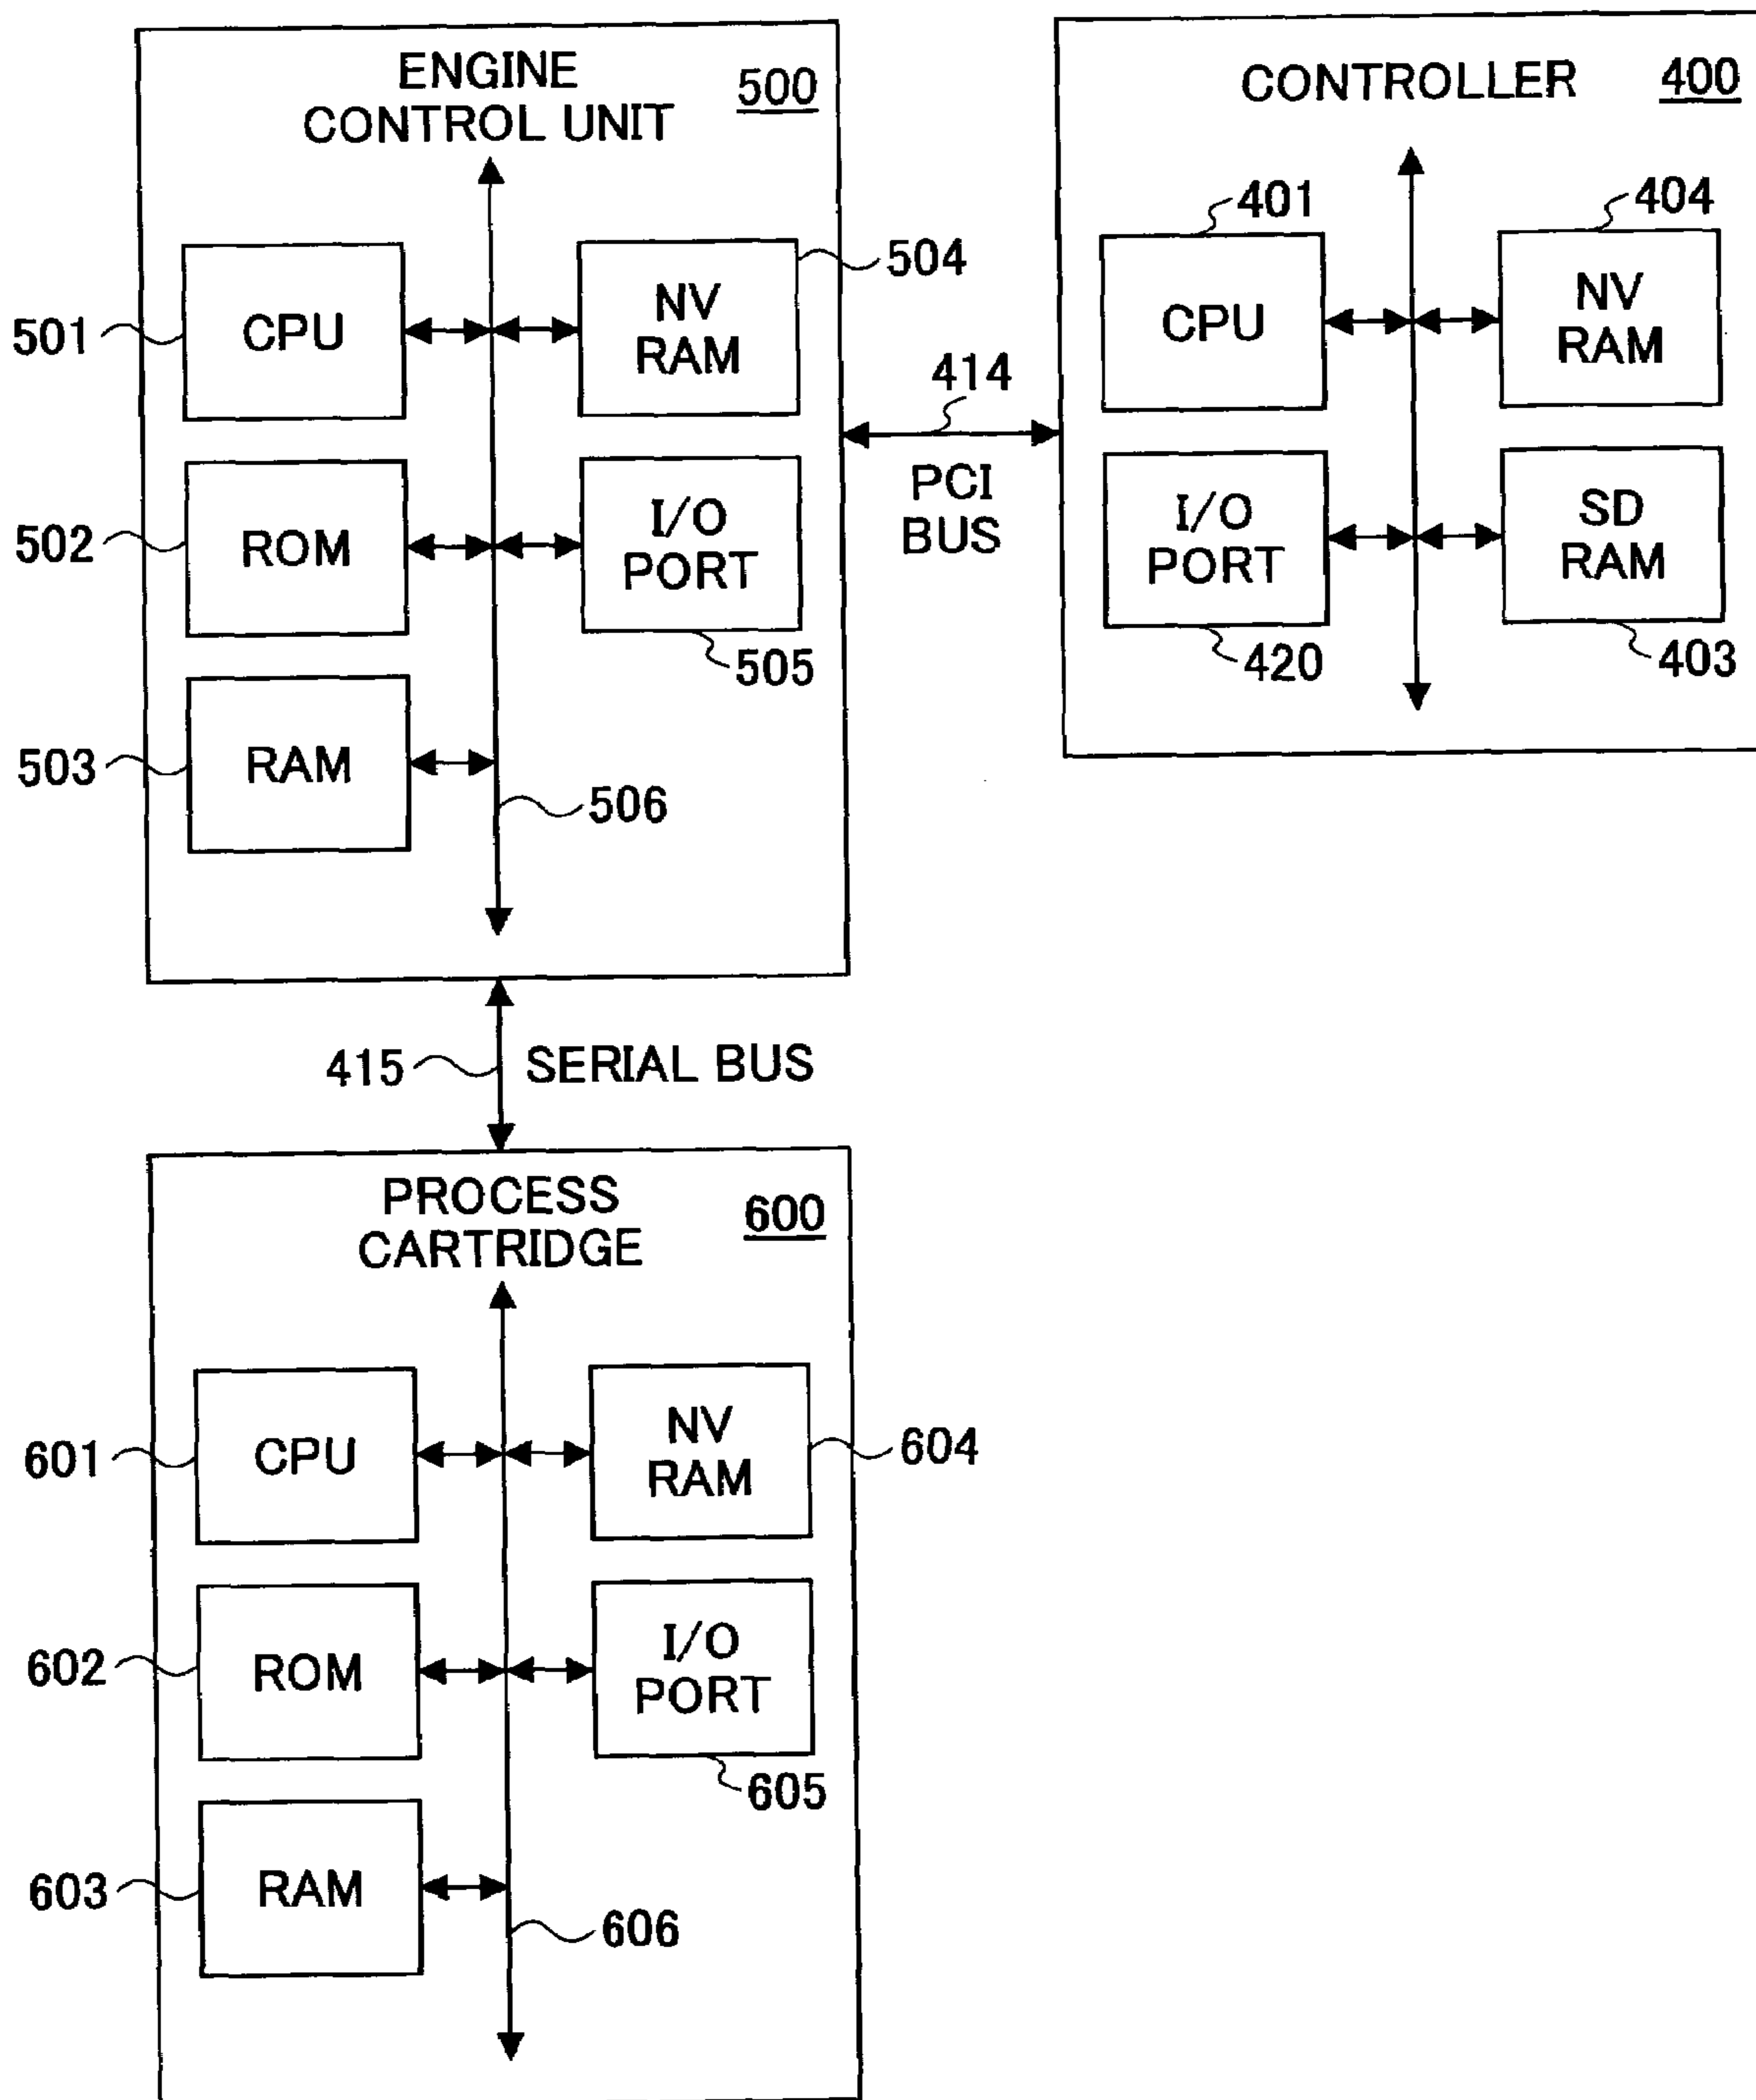 ENGINE
CONTROL UNIT
500
501
CPU
NV
RAM
504
502
ROM
I/O
PORT
505
503
RAM
506
414
PCI
BUS
CONTROLLER
400
401
CPU
404
NV
RAM
I/O
PORT
420
SD
RAM
403
415
SERIAL BUS
PROCESS
CARTRIDGE
600
601
CPU
NV
RAM
604
602
ROM
I/O
PORT
605
603
RAM
606